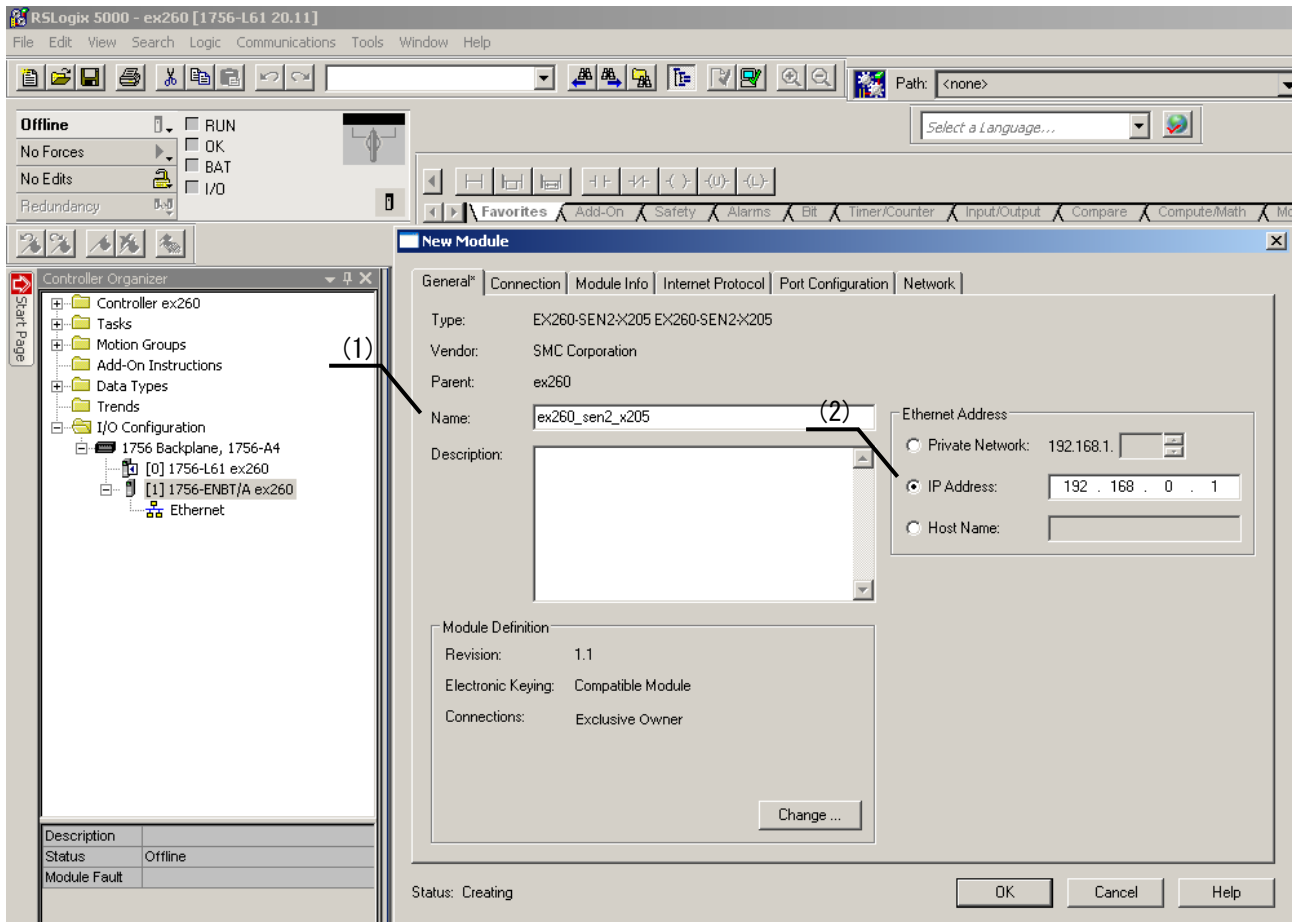 RSLogix 5000 - ex260 [1756-L61 20.11]
File Edit View Search Logic Communications Tools Window Help
Path: <none>
Offline
RUN
No Forces
OK
No Edits
BAT
Redundancy
I/O
Select a Language...
Favorites Add-On Safety Alarms Bit Timer/Counter Input/Output Compare Compute/Math Mo
Start Page
Controller Organizer
Controller ex260
Tasks
Motion Groups
Add-On Instructions
Data Types
Trends
I/O Configuration
1756 Backplane, 1756-A4
[0] 1756-L61 ex260
[1] 1756-ENBT/A ex260
Ethernet
Description
Status Offline
Module Fault
New Module
General* Connection Module Info Internet Protocol Port Configuration Network
Type: EX260-SEN2-X205 EX260-SEN2-X205
Vendor: SMC Corporation
Parent: ex260
(1)
Name: ex260_sen2_x205
Description:
(2)
Ethernet Address
Private Network: 192.168.1.
IP Address: 192 . 168 . 0 . 1
Host Name:
Module Definition
Revision: 1.1
Electronic Keying: Compatible Module
Connections: Exclusive Owner
Change ...
Status: Creating
OK Cancel Help